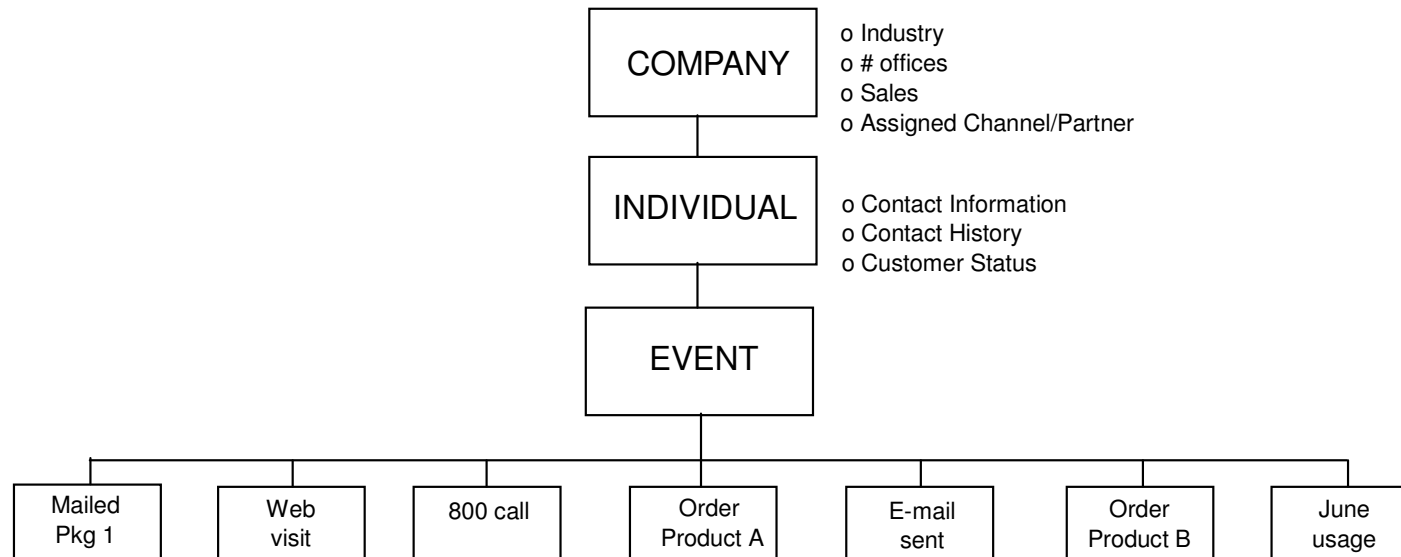 COMPANY
o Industry
o # offices
o Sales
o Assigned Channel/Partner
INDIVIDUAL
o Contact Information
o Contact History
o Customer Status
EVENT
Mailed
Pkg 1
Web
visit
800 call
Order
Product A
E-mail
sent
Order
Product B
June
usage